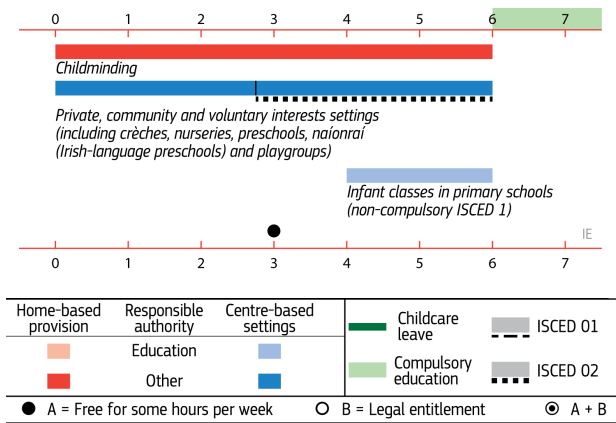 0 1 2 3 4 5 6 7
Childminding
Private, community and voluntary interests settings
(including crèches, nurseries, preschools, naíonraí
(Irish-language preschools) and playgroups)
Infant classes in primary schools
(non-compulsory ISCED 1)
IE
0 1 2 3 4 5 6 7
Home-based provision Responsible authority Centre-based settings
Education
Other
Childcare leave
ISCED 01
Compulsory education
ISCED 02
A = Free for some hours per week B = Legal entitlement A + B